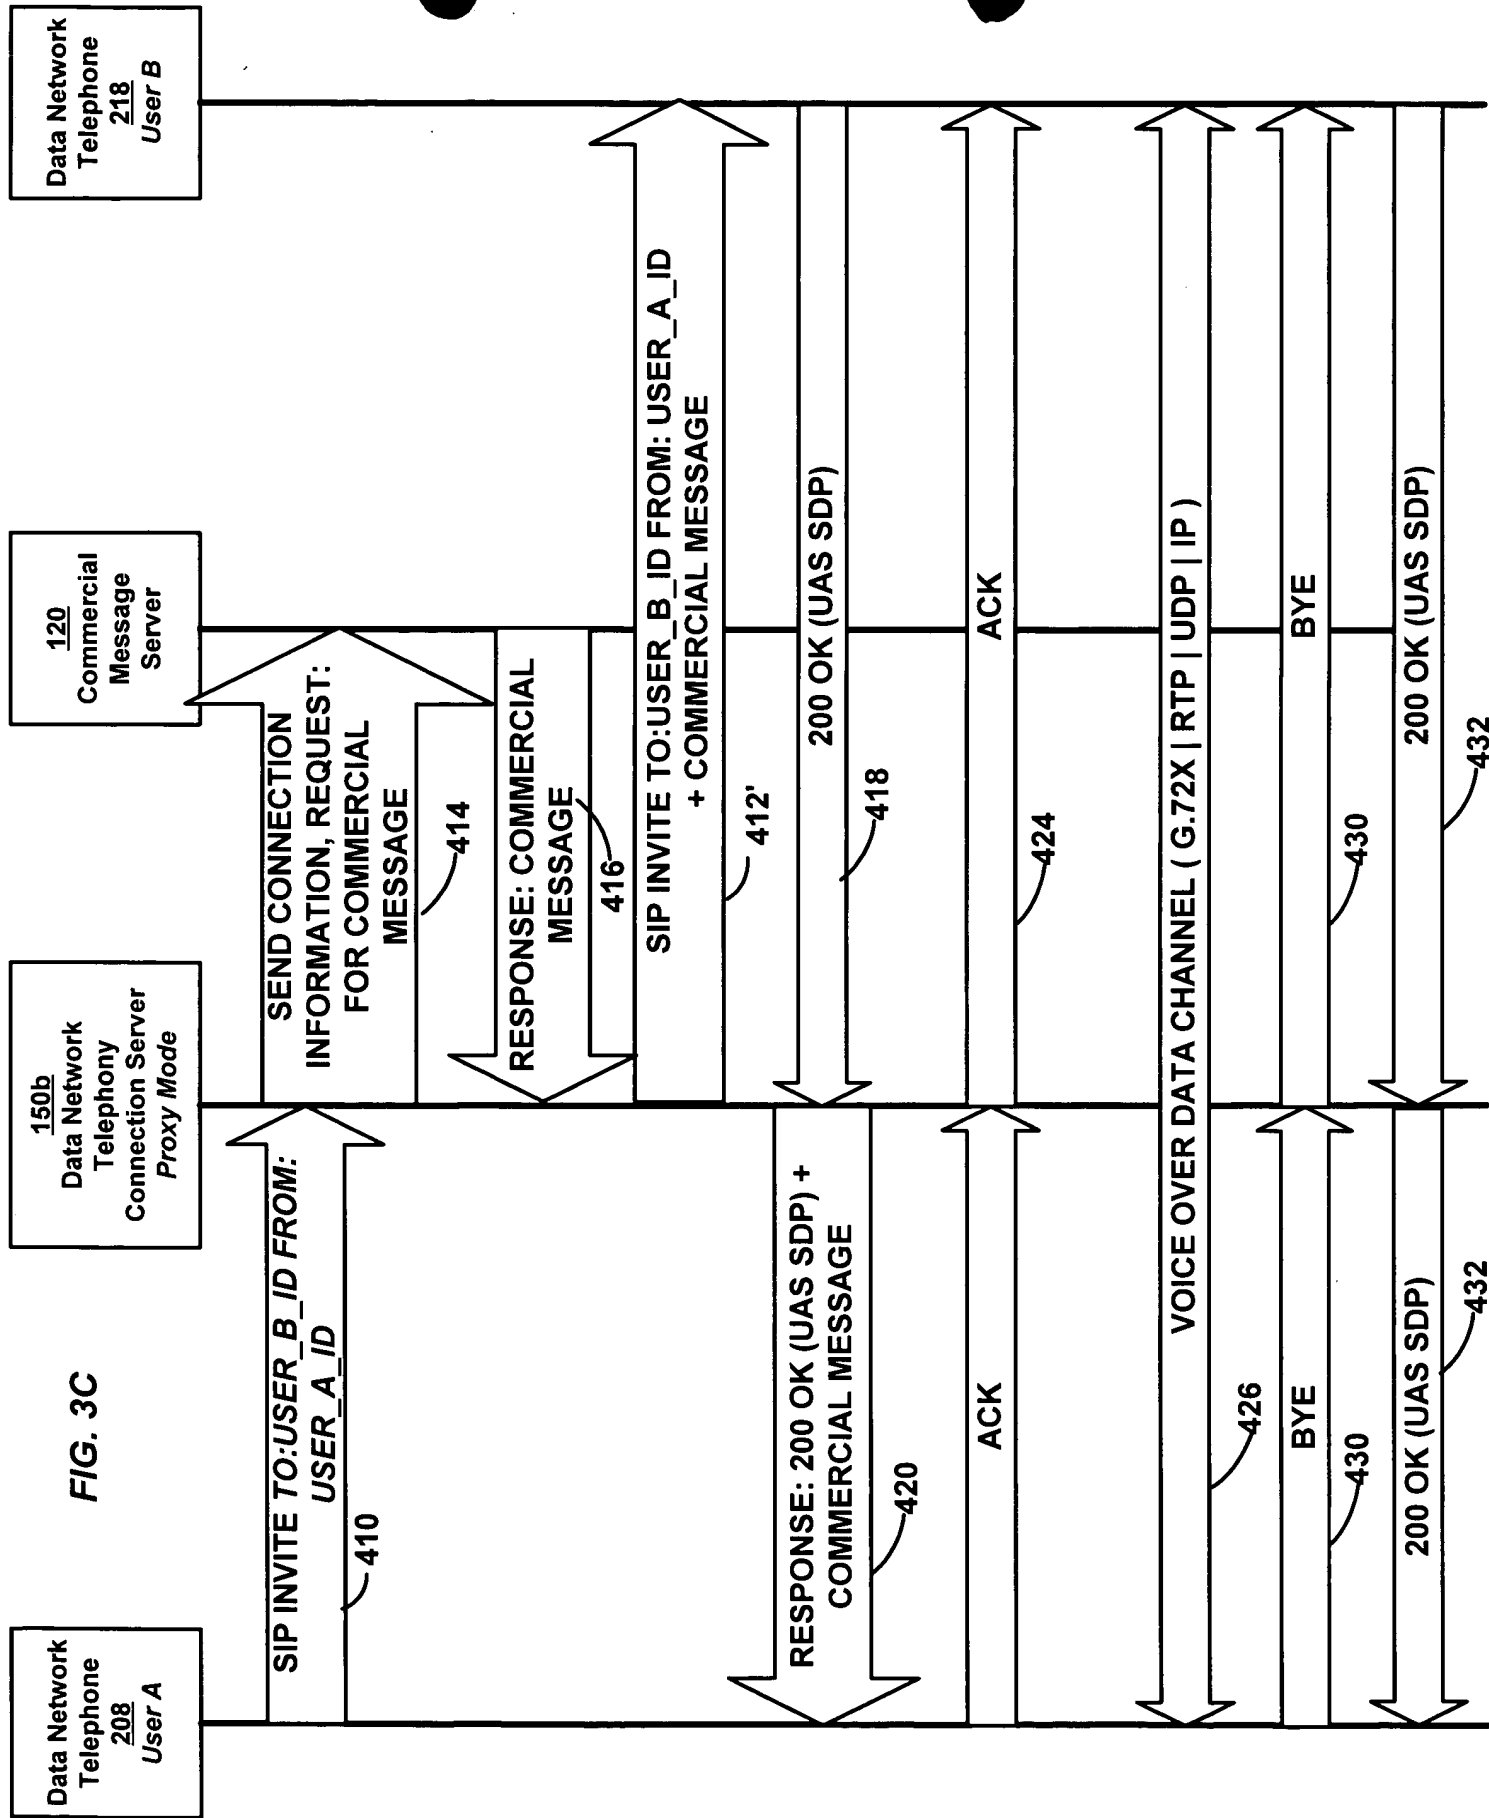 FIG. 3C
Data Network
Telephone
208
User A
150b
Data Network
Telephony
Connection Server
Proxy Mode
120
Commercial
Message
Server
Data Network
Telephone
218
User B
SIP INVITE TO:USER_B_ID FROM:
USER_A_ID
410
SEND CONNECTION
INFORMATION, REQUEST:
FOR COMMERCIAL
MESSAGE
414
RESPONSE: COMMERCIAL
MESSAGE
416
SIP INVITE TO:USER_B_ID FROM: USER_A_ID
+ COMMERCIAL MESSAGE
412'
200 OK (UAS SDP)
418
RESPONSE: 200 OK (UAS SDP) +
COMMERCIAL MESSAGE
420
ACK
ACK
424
VOICE OVER DATA CHANNEL ( G.72X | RTP | UDP | IP )
426
BYE
430
BYE
430
200 OK (UAS SDP)
432
200 OK (UAS SDP)
432